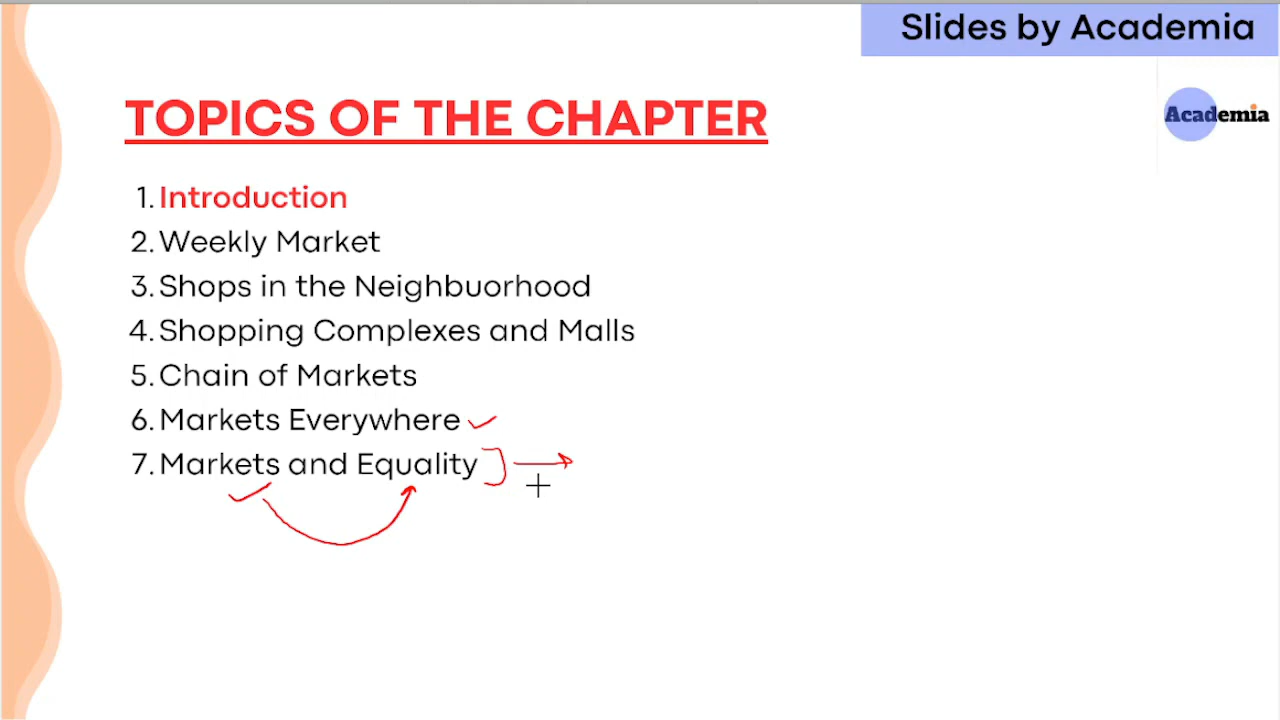 Slides by Academia
Academia
TOPICS OF THE CHAPTER
1. Introduction
2. Weekly Market
3. Shops in the Neighbuorhood
4. Shopping Complexes and Malls
5. Chain of Markets
6. Markets Everywhere
7. Markets and Equality